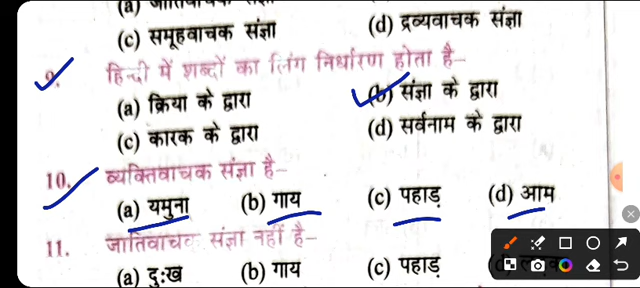 (a) जातिवाचक संज्ञा
(c) समूहवाचक संज्ञा (d) द्रव्यवाचक संज्ञा
9. हिन्दी में शब्दों का लिंग निर्धारण होता है–
(a) क्रिया के द्वारा (b) संज्ञा के द्वारा
(c) कारक के द्वारा (d) सर्वनाम के द्वारा
10. व्यक्तिवाचक संज्ञा है–
(a) यमुना (b) गाय (c) पहाड़ (d) आम
11. जातिवाचक संज्ञा नहीं है–
(a) दुःख (b) गाय (c) पहाड़ (d)